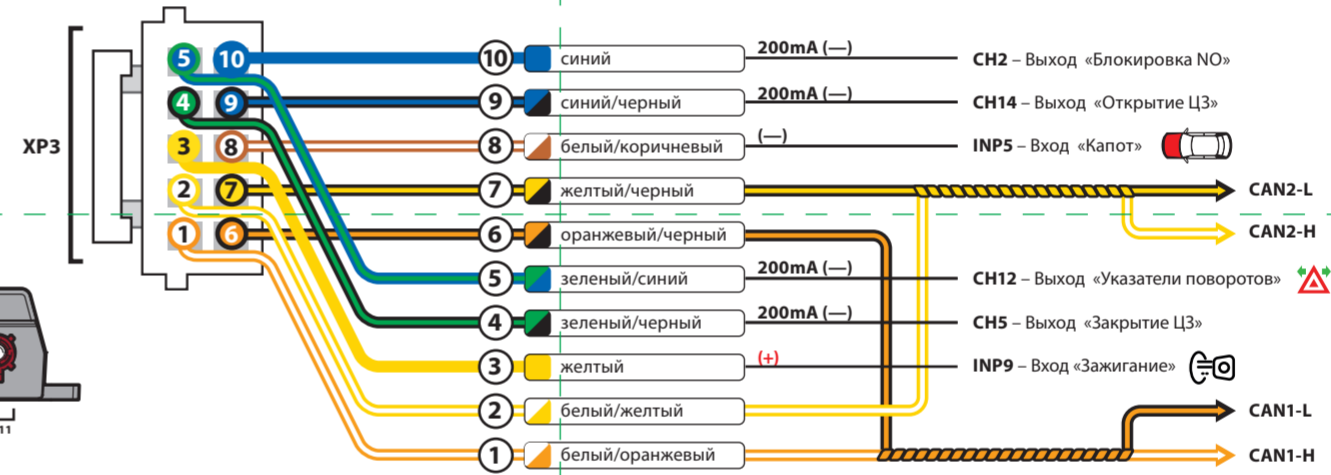 XP3
5 10
4 9
3 8
2 7
1 6
10 синий 200mA (—) CH2 – Выход «Блокировка NO»
9 синий/черный 200mA (—) CH14 – Выход «Открытие ЦЗ»
8 белый/коричневый (—) INP5 – Вход «Капот»
7 желтый/черный CAN2-L
CAN2-H
6 оранжевый/черный
5 зеленый/синий 200mA (—) CH12 – Выход «Указатели поворотов»
4 зеленый/черный 200mA (—) CH5 – Выход «Закрытие ЦЗ»
3 желтый (+) INP9 – Вход «Зажигание»
2 белый/желтый CAN1-L
1 белый/оранжевый CAN1-H
11